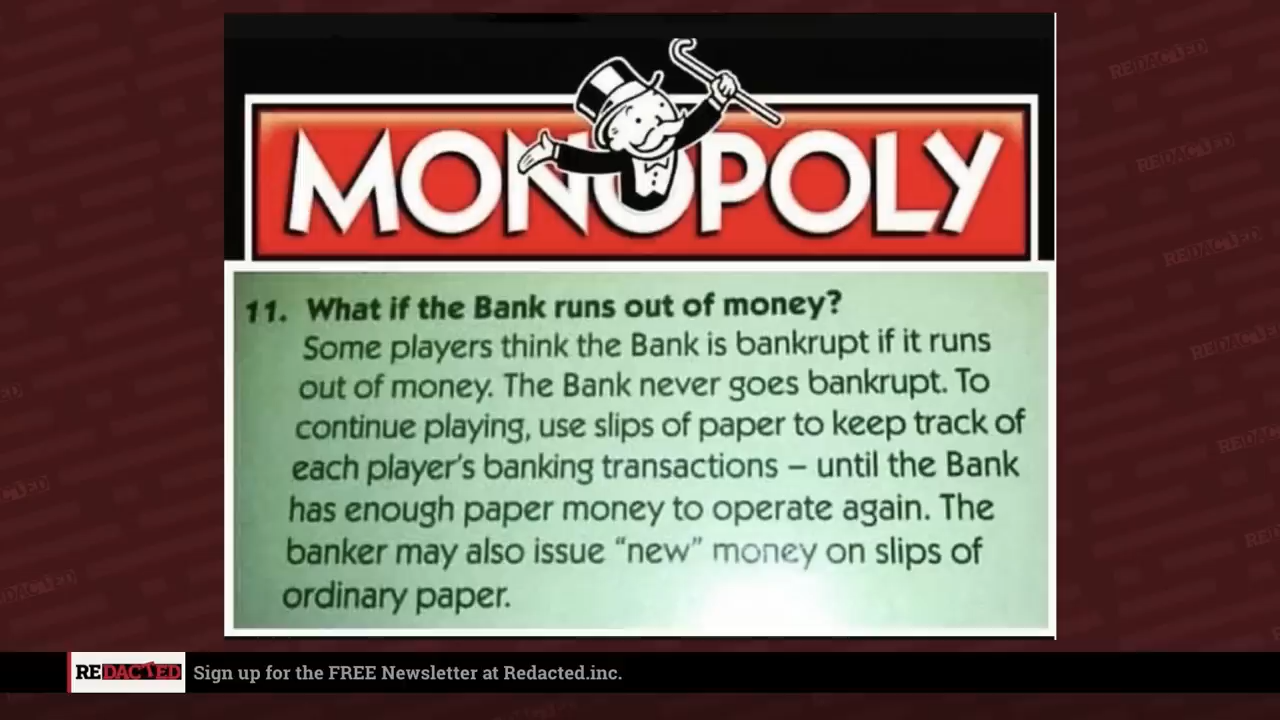 MONOPOLY
11. What if the Bank runs out of money?
Some players think the Bank is bankrupt if it runs
out of money. The Bank never goes bankrupt. To
continue playing, use slips of paper to keep track of
each player's banking transactions – until the Bank
has enough paper money to operate again. The
banker may also issue “new” money on slips of
ordinary paper.
REDACTED Sign up for the FREE Newsletter at Redacted.inc.
REDACTED
REDACTED
REDACTED